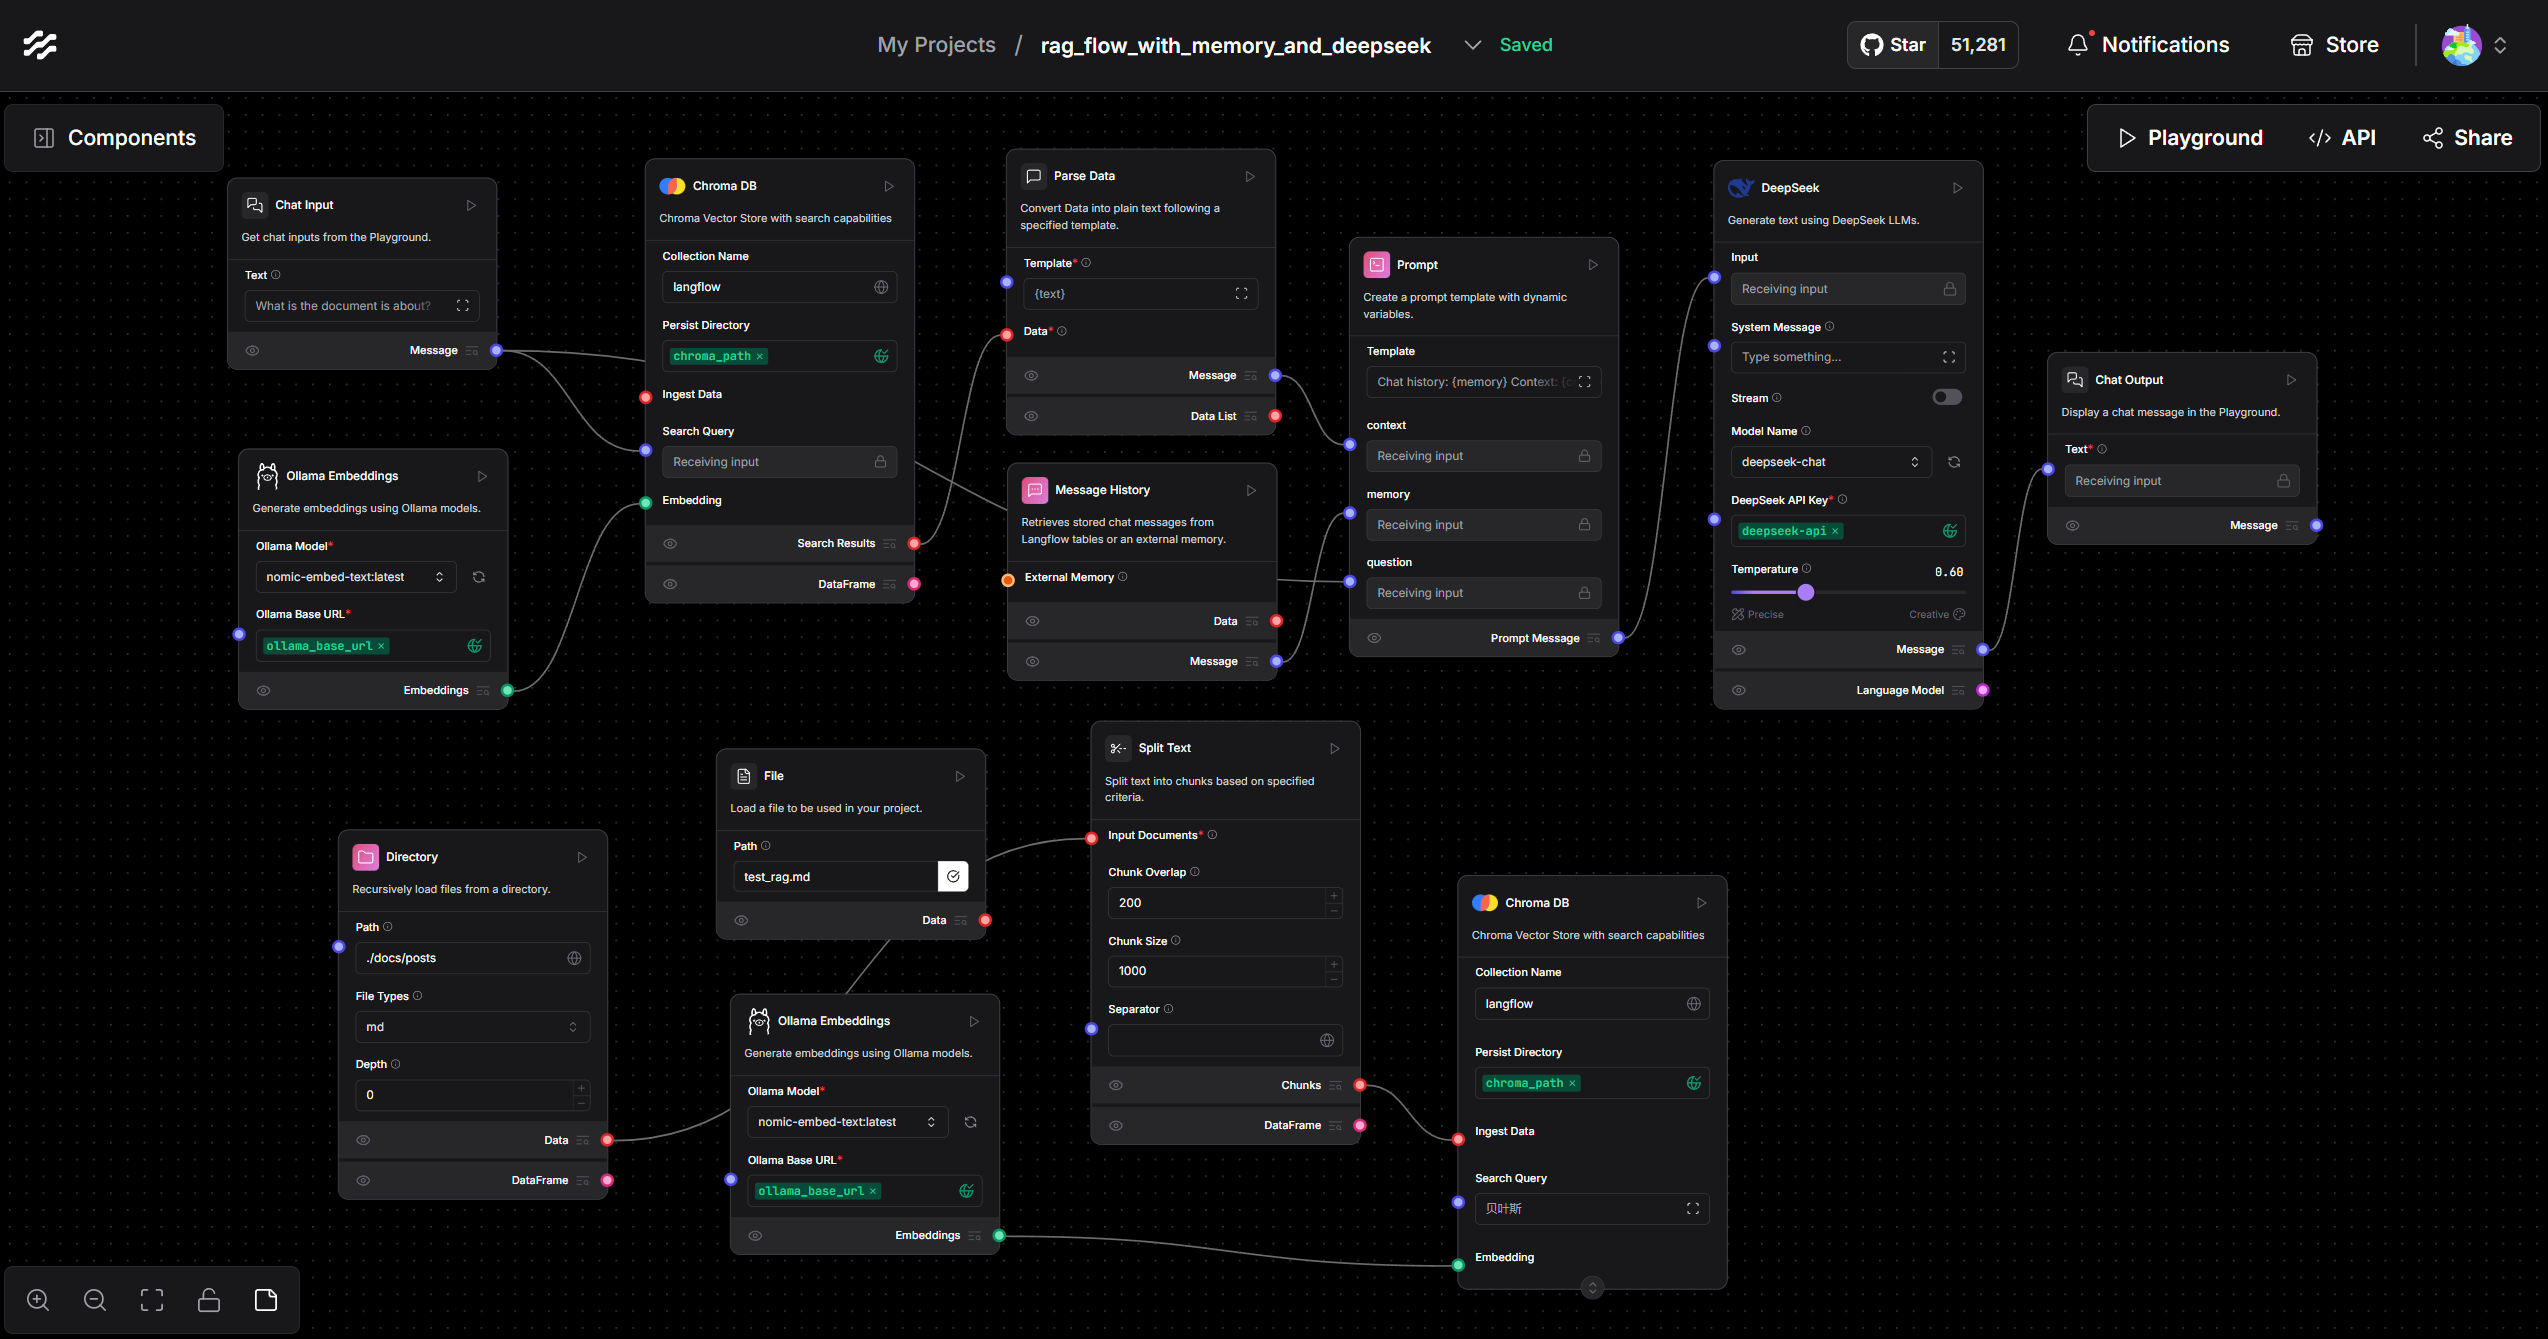 My Projects / rag_flow_with_memory_and_deepseek
Saved
Star 51,281
Notifications
Store
Components
Playground
API
Share
Chat Input
Get chat inputs from the Playground.
Text
What is the document is about?
Message
Ollama Embeddings
Generate embeddings using Ollama models.
Ollama Model*
nomic-embed-text:latest
Ollama Base URL*
ollama_base_url ×
Embeddings
Chroma DB
Chroma Vector Store with search capabilities
Collection Name
langflow
Persist Directory
chroma_path ×
Ingest Data
Search Query
Receiving input
Embedding
Search Results
DataFrame
Parse Data
Convert Data into plain text following a
specified template.
Template*
{text}
Data*
Message
Data List
Message History
Retrieves stored chat messages from
Langflow tables or an external memory.
External Memory
Data
Message
Prompt
Create a prompt template with dynamic
variables.
Template
Chat history: {memory} Context:
context
Receiving input
memory
Receiving input
question
Receiving input
Prompt Message
DeepSeek
Generate text using DeepSeek LLMs.
Input
Receiving input
System Message
Type something...
Stream
Model Name
deepseek-chat
DeepSeek API Key*
deepseek-api ×
Temperature
0.60
Precise
Creative
Message
Language Model
Chat Output
Display a chat message in the Playground.
Text*
Receiving input
Message
Directory
Recursively load files from a directory.
Path
./docs/posts
File Types
md
Depth
0
Data
DataFrame
File
Load a file to be used in your project.
Path
test_rag.md
Data
Ollama Embeddings
Generate embeddings using Ollama models.
Ollama Model*
nomic-embed-text:latest
Ollama Base URL*
ollama_base_url ×
Embeddings
Split Text
Split text into chunks based on specified
criteria.
Input Documents*
Chunk Overlap
200
Chunk Size
1000
Separator
Chunks
DataFrame
Chroma DB
Chroma Vector Store with search capabilities
Collection Name
langflow
Persist Directory
chroma_path ×
Ingest Data
Search Query
贝叶斯
Embedding